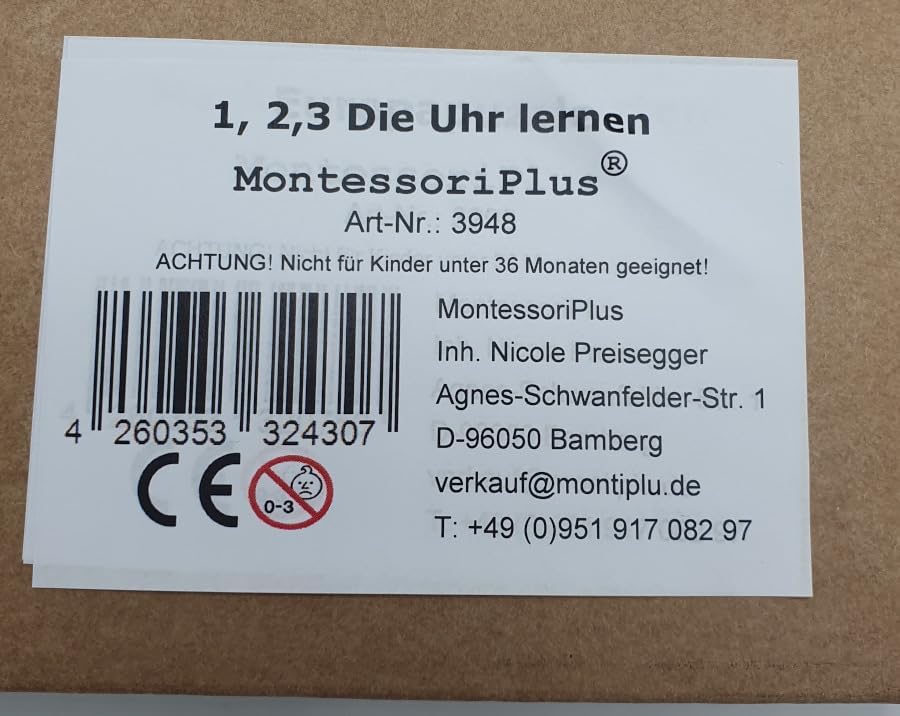 1, 2,3 Die Uhr lernen
MontessoriPlus®
Art-Nr.: 3948
ACHTUNG! Nicht für Kinder unter 36 Monaten geeignet!
MontessoriPlus
Inh. Nicole Preisegger
Agnes-Schwanfelder-Str. 1
D-96050 Bamberg
verkauf@montiplu.de
T: +49 (0)951 917 082 97
4 260353 324307
CE
0-3